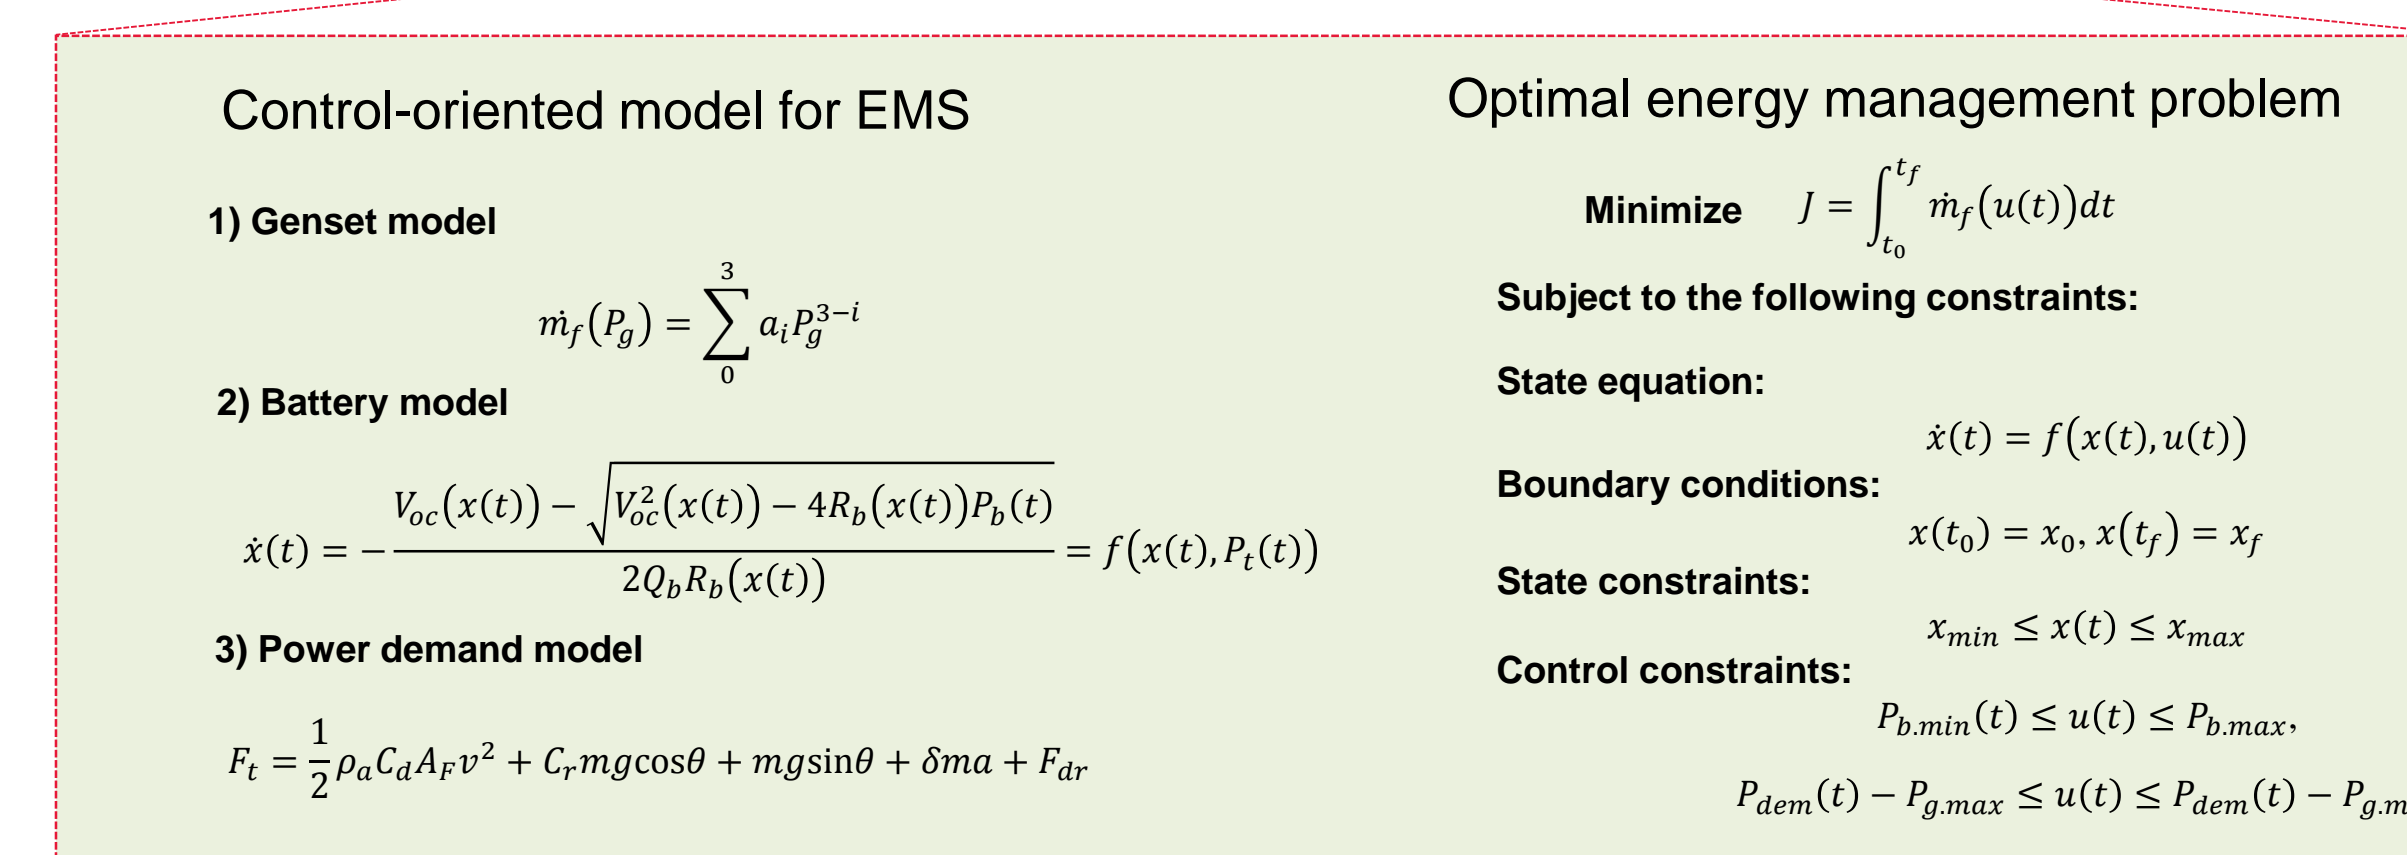 Control-oriented model for EMS
1) Genset model
ṁ_f(P_g) = ∑_0^3 a_i P_g^{3−i}
2) Battery model
ẋ(t) = − (V_oc(x(t)) − √(V_oc^2(x(t)) − 4R_b(x(t))P_b(t))) / (2Q_b R_b(x(t))) = f(x(t), P_t(t))
3) Power demand model
F_t = 1/2 ρ_a C_d A_F v^2 + C_r mgcosθ + mgsinθ + δma + F_dr
Optimal energy management problem
Minimize J = ∫_{t_0}^{t_f} ṁ_f(u(t))dt
Subject to the following constraints:
State equation:
ẋ(t) = f(x(t), u(t))
Boundary conditions:
x(t_0) = x_0, x(t_f) = x_f
State constraints:
x_min ≤ x(t) ≤ x_max
Control constraints:
P_b.min(t) ≤ u(t) ≤ P_b.max,
P_dem(t) − P_g.max ≤ u(t) ≤ P_dem(t) −